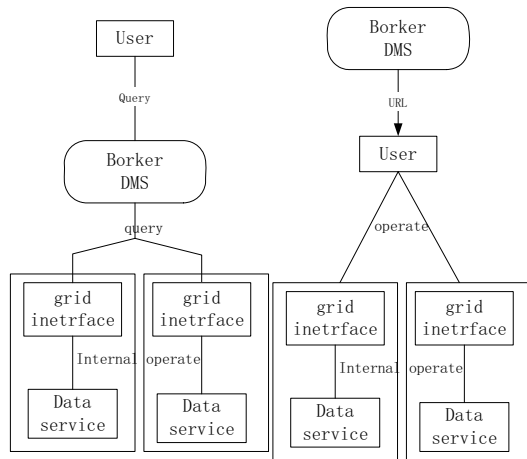 User
Query
Borker
DMS
query
grid
inetrface
grid
inetrface
Internal operate
Data
service
Data
service
Borker
DMS
URL
User
operate
grid
inetrface
grid
inetrface
Internal operate
Data
service
Data
service